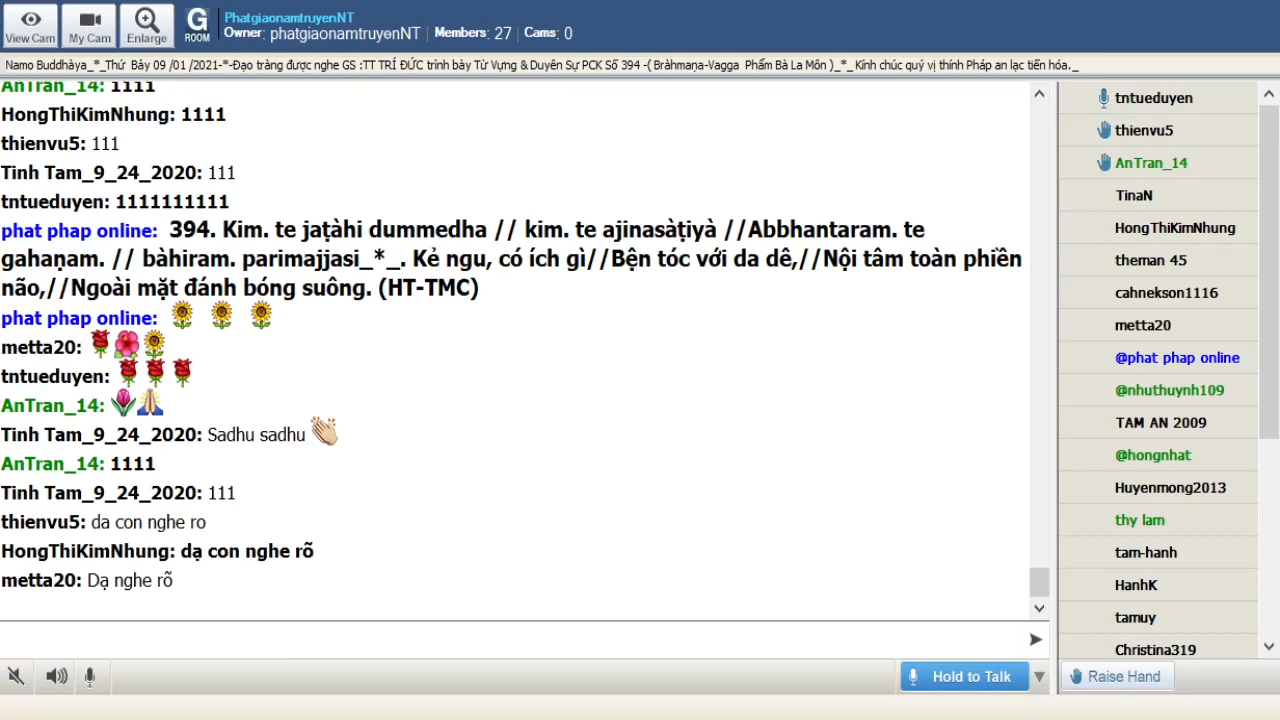 View Cam
My Cam
Enlarge
G
ROOM
PhatgiaonamtruyenNT
Owner: phatgiaonamtruyenNT | Members: 27 | Cams: 0
Namo Buddhàya_*_Thứ Bảy 09 /01 /2021-*-Đạo tràng được nghe GS :TT TRÍ ĐỨC trình bày Từ Vựng & Duyên Sự PCK Số 394 -( Bràhmaṇa-Vagga Phẩm Bà La Môn )_*_ Kính chúc quý vị thính Pháp an lạc tiến hóa._
AnTran_14: 1111
HongThiKimNhung: 1111
thienvu5: 111
Tinh Tam_9_24_2020: 111
tntueduyen: 1111111111
phat phap online: 394. Kim. te jaṭàhi dummedha // kim. te ajinasàṭiyà //Abbhantaram. te
gahaṇam. // bàhiram. parimajjasi_*_. Kẻ ngu, có ích gì//Bện tóc với da dê,//Nội tâm toàn phiền
não,//Ngoài mặt đánh bóng suông. (HT-TMC)
phat phap online:
metta20:
tntueduyen:
AnTran_14:
Tinh Tam_9_24_2020: Sadhu sadhu
AnTran_14: 1111
Tinh Tam_9_24_2020: 111
thienvu5: da con nghe ro
HongThiKimNhung: dạ con nghe rõ
metta20: Dạ nghe rõ
Hold to Talk
tntueduyen
thienvu5
AnTran_14
TinaN
HongThiKimNhung
theman 45
cahnekson1116
metta20
@phat phap online
@nhuthuynh109
TAM AN 2009
@hongnhat
Huyenmong2013
thy lam
tam-hanh
HanhK
tamuy
Christina319
Raise Hand